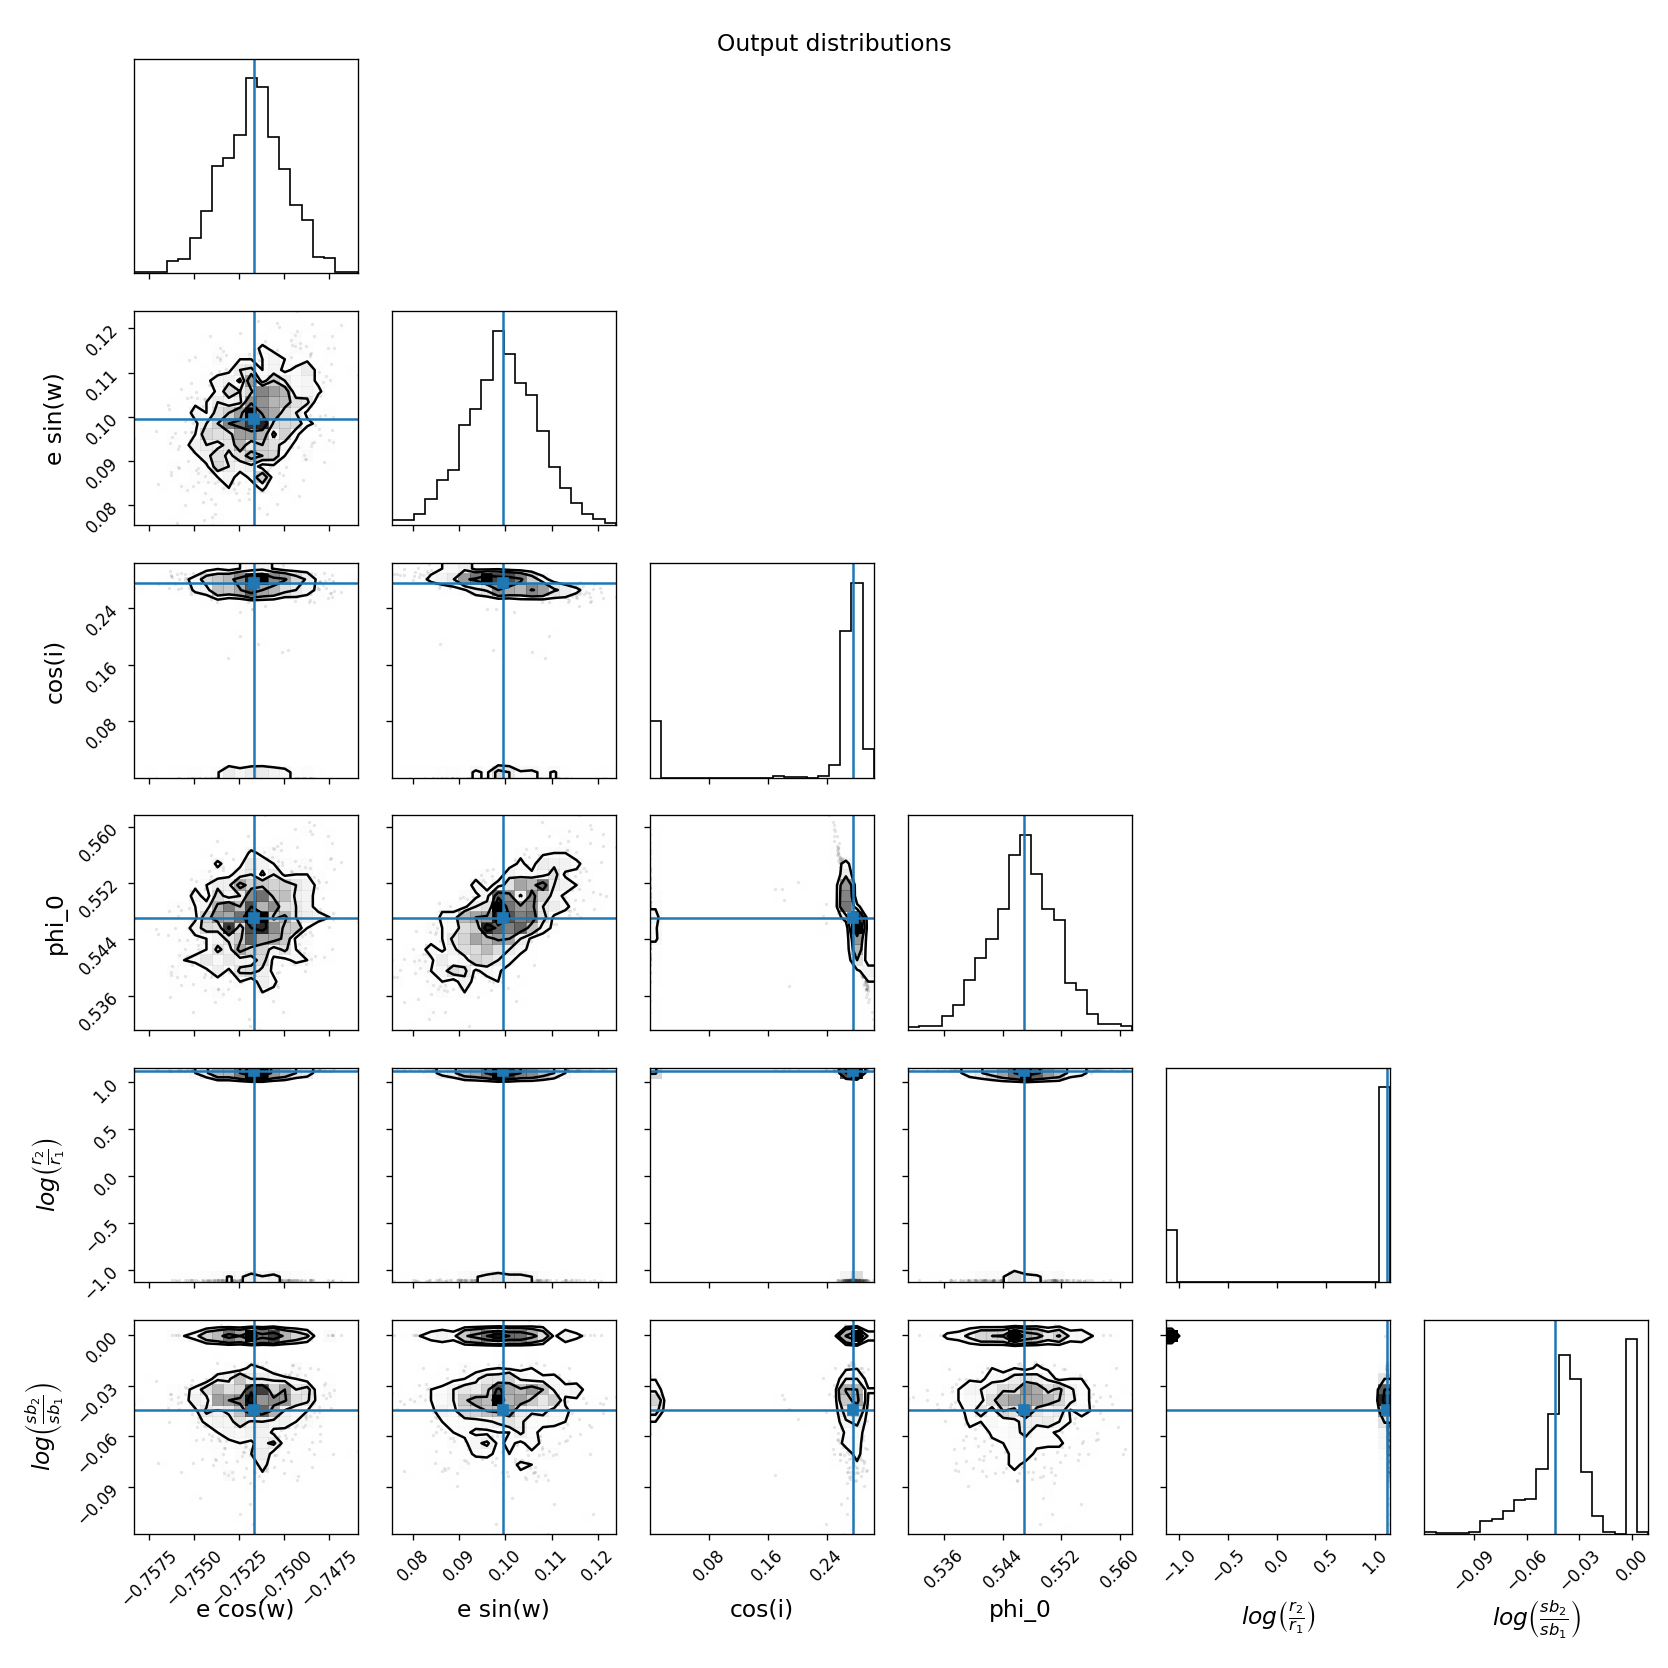 Output distributions
e sin(w)
0.12
0.11
0.10
0.09
0.08
cos(i)
0.24
0.16
0.08
phi_0
0.560
0.552
0.544
0.536
log(r2/r1)
1.0
0.5
0.0
−0.5
−1.0
log(sb2/sb1)
0.00
−0.03
−0.06
−0.09
−0.7575 −0.7550 −0.7525 −0.7500 −0.7475
e cos(w)
0.08 0.09 0.10 0.11 0.12
e sin(w)
0.08 0.16 0.24
cos(i)
0.536 0.544 0.552 0.560
phi_0
−1.0 −0.5 0.0 0.5 1.0
log(r2/r1)
−0.09 −0.06 −0.03 0.00
log(sb2/sb1)